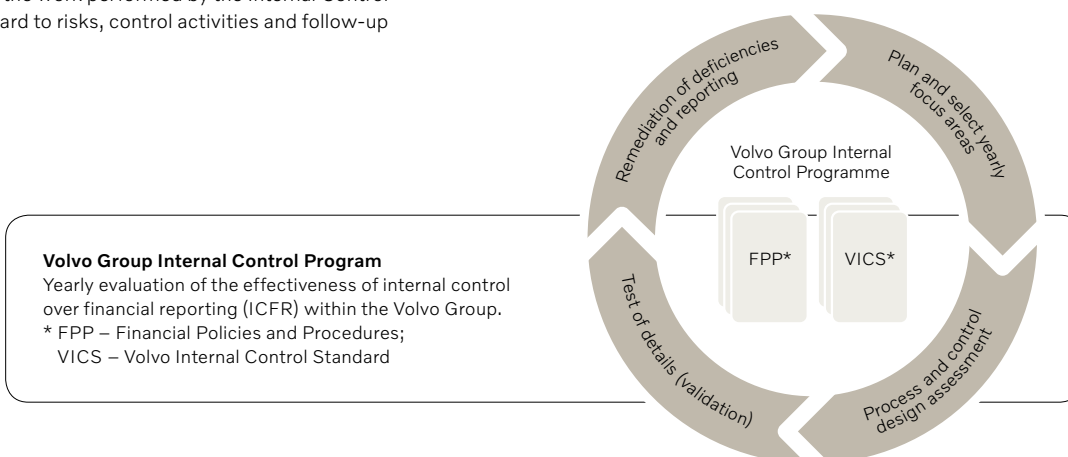 the work performed by the Internal Control
ard to risks, control activities and follow-up
Remediation of deficiencies
and reporting
Plan and select yearly
focus areas
Volvo Group Internal
Control Programme
FPP*
VICS*
Volvo Group Internal Control Program
Yearly evaluation of the effectiveness of internal control
over financial reporting (ICFR) within the Volvo Group.
* FPP – Financial Policies and Procedures;
VICS – Volvo Internal Control Standard
Test of details (validation)
Process and control
design assessment